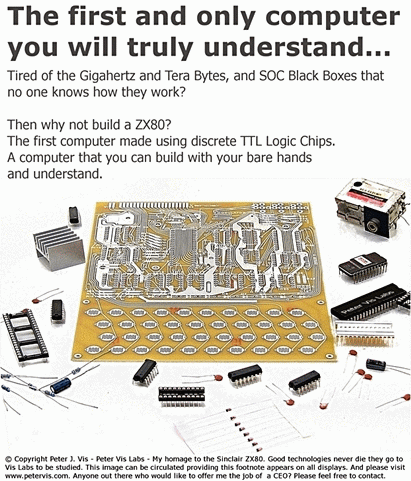 The first and only computer
you will truly understand...
Tired of the Gigahertz and Tera Bytes, and SOC Black Boxes that
no one knows how they work?
Then why not build a ZX80?
The first computer made using discrete TTL Logic Chips.
A computer that you can build with your bare hands
and understand.
Peter Vis Labs
© Copyright Peter J. Vis - Peter Vis Labs - My homage to the Sinclair ZX80. Good technologies never die they go to
Vis Labs to be studied. This image can be circulated providing this footnote appears on all displays. And please visit
www.petervis.com. Anyone out there who would like to offer me the job of a CEO? Please feel free to contact.